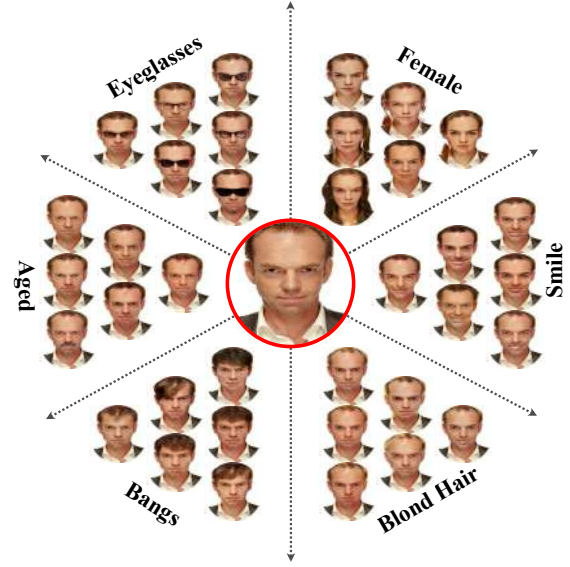 Eyeglasses
Female
Aged
Smile
Bangs
Blond Hair